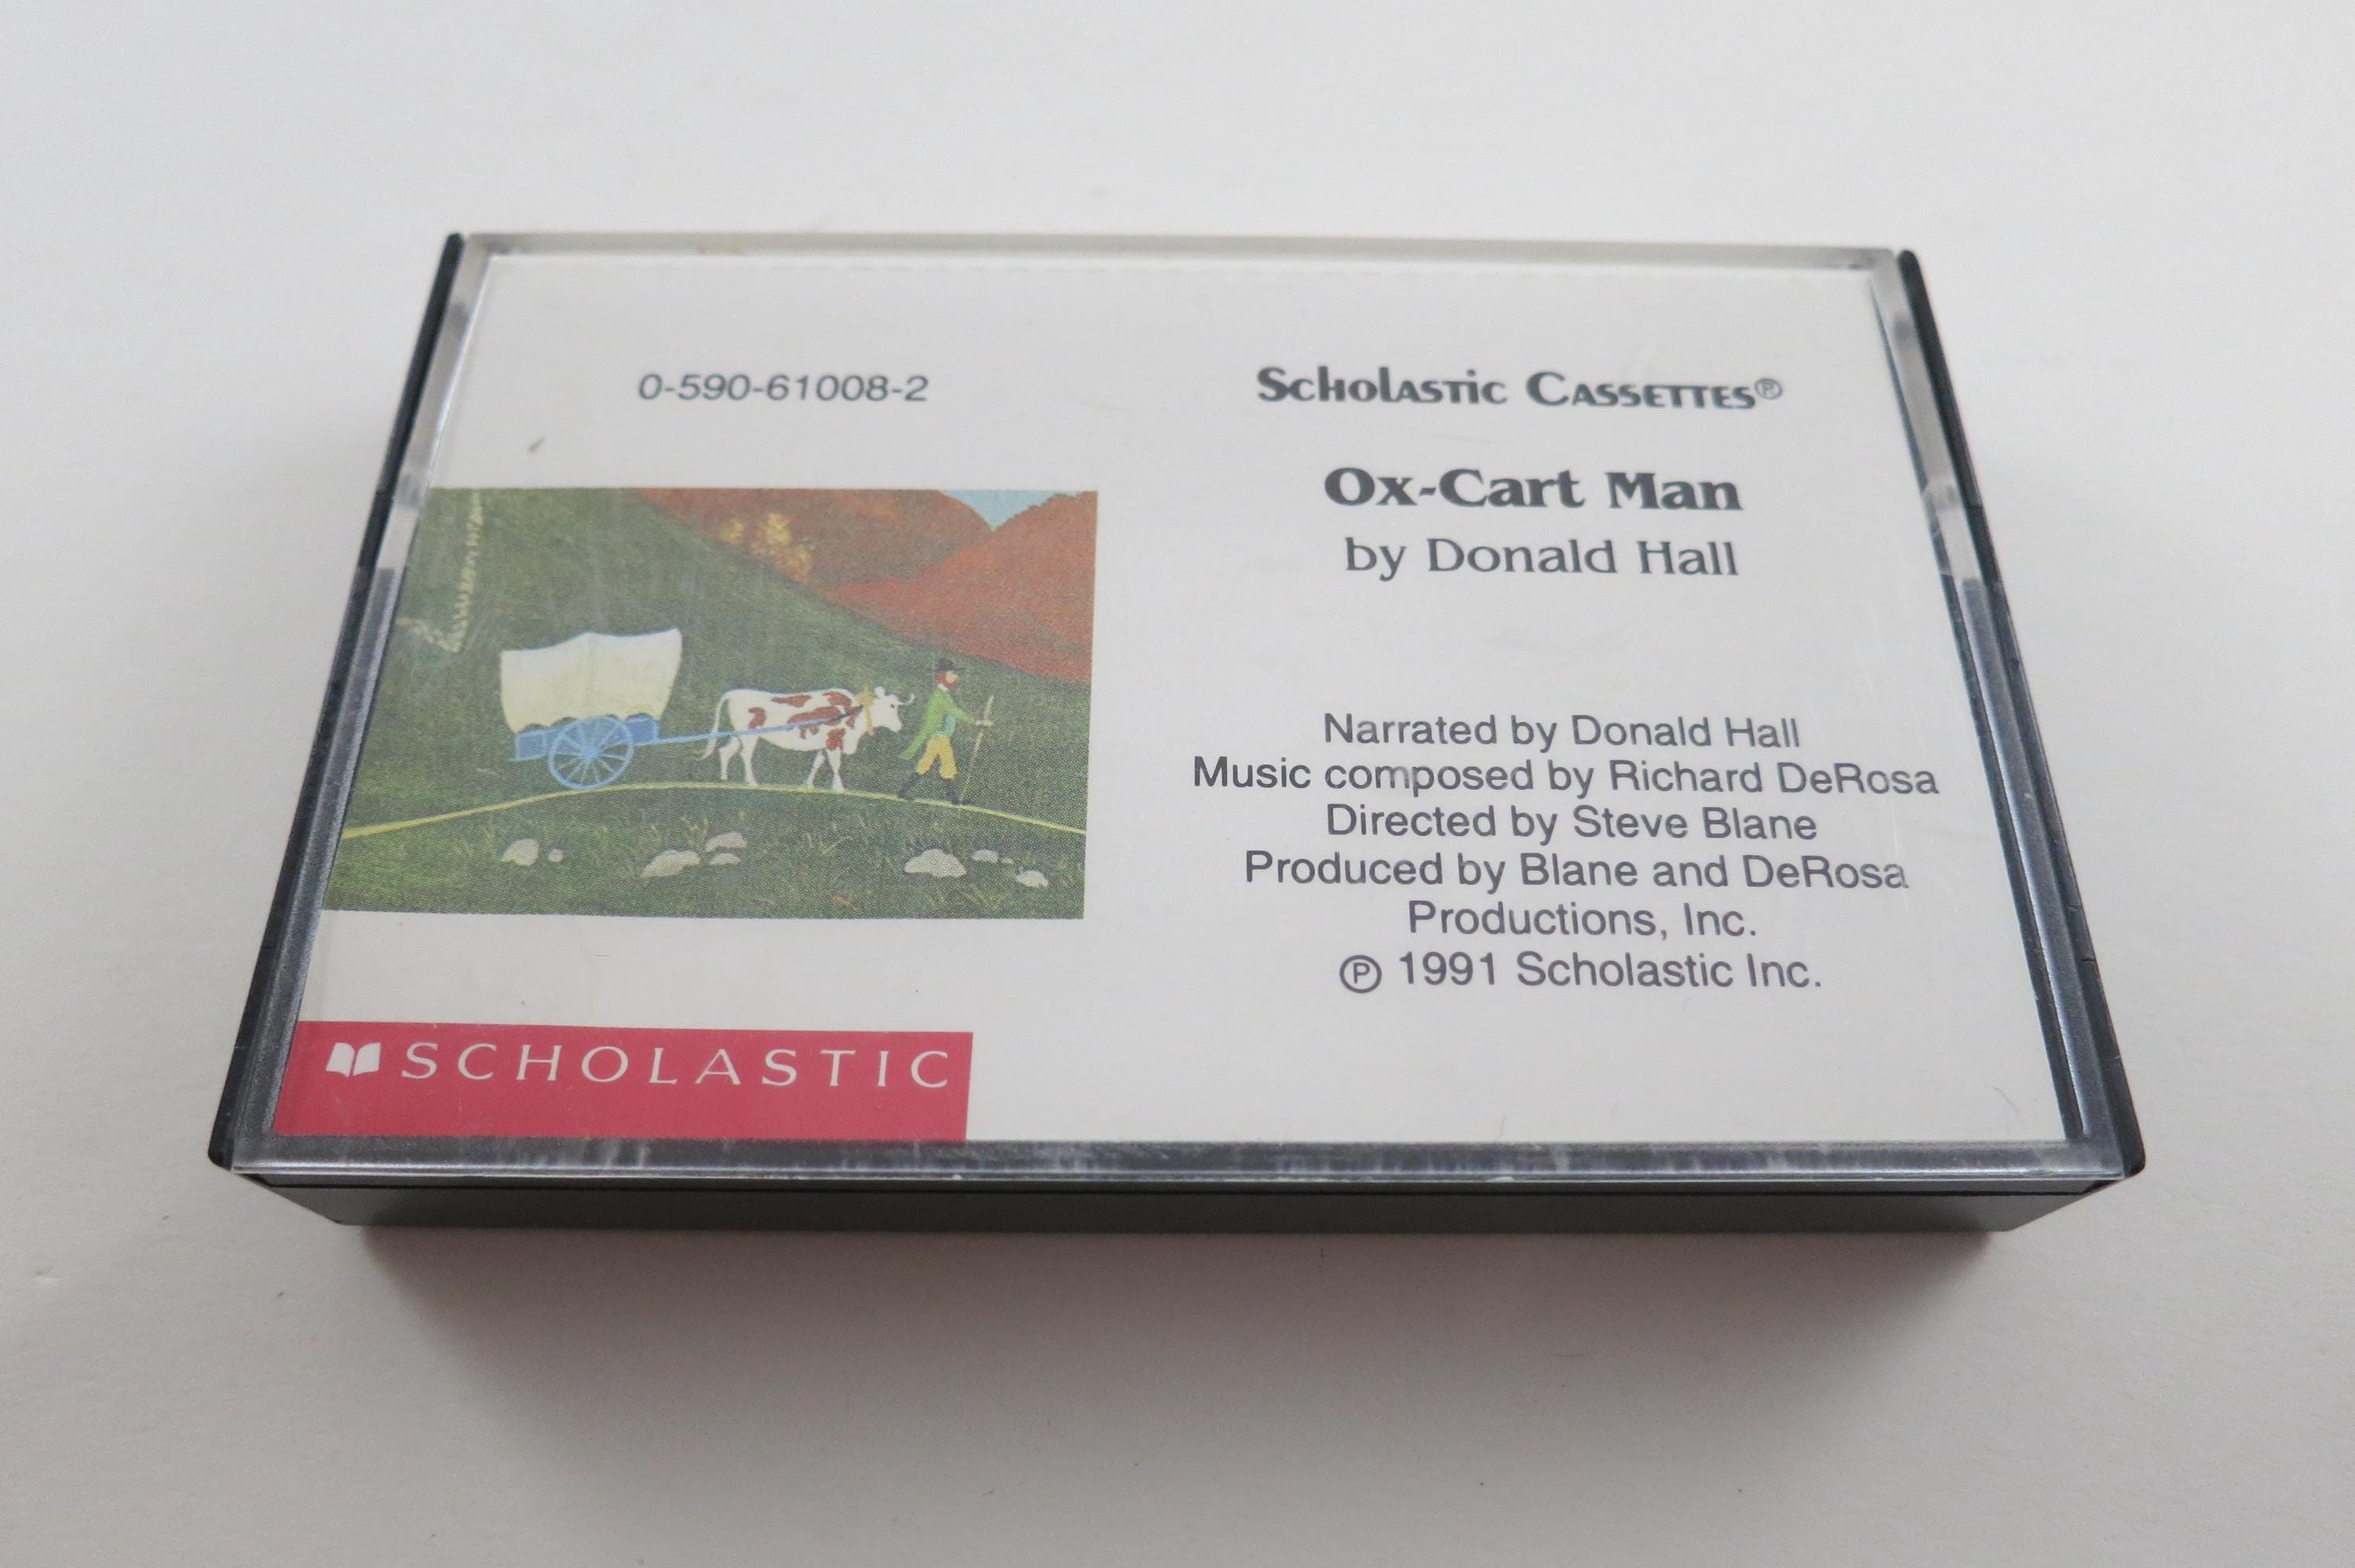 0-590-61008-2
Scholastic Cassettes®
Ox-Cart Man
by Donald Hall
Narrated by Donald Hall
Music composed by Richard DeRosa
Directed by Steve Blane
Produced by Blane and DeRosa
Productions, Inc.
℗ 1991 Scholastic Inc.
SCHOLASTIC